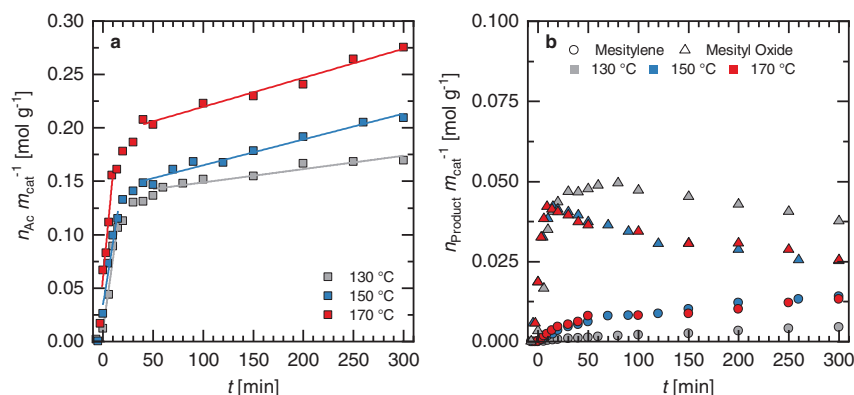 a
n_Ac m_cat^-1 [mol g^-1]
0.30
0.25
0.20
0.15
0.10
0.05
0.00
130 °C
150 °C
170 °C
0 50 100 150 200 250 300
t [min]
b
n_Product m_cat^-1 [mol g^-1]
0.100
0.075
0.050
0.025
0.000
Mesitylene Mesityl Oxide
130 °C 150 °C 170 °C
0 50 100 150 200 250 300
t [min]